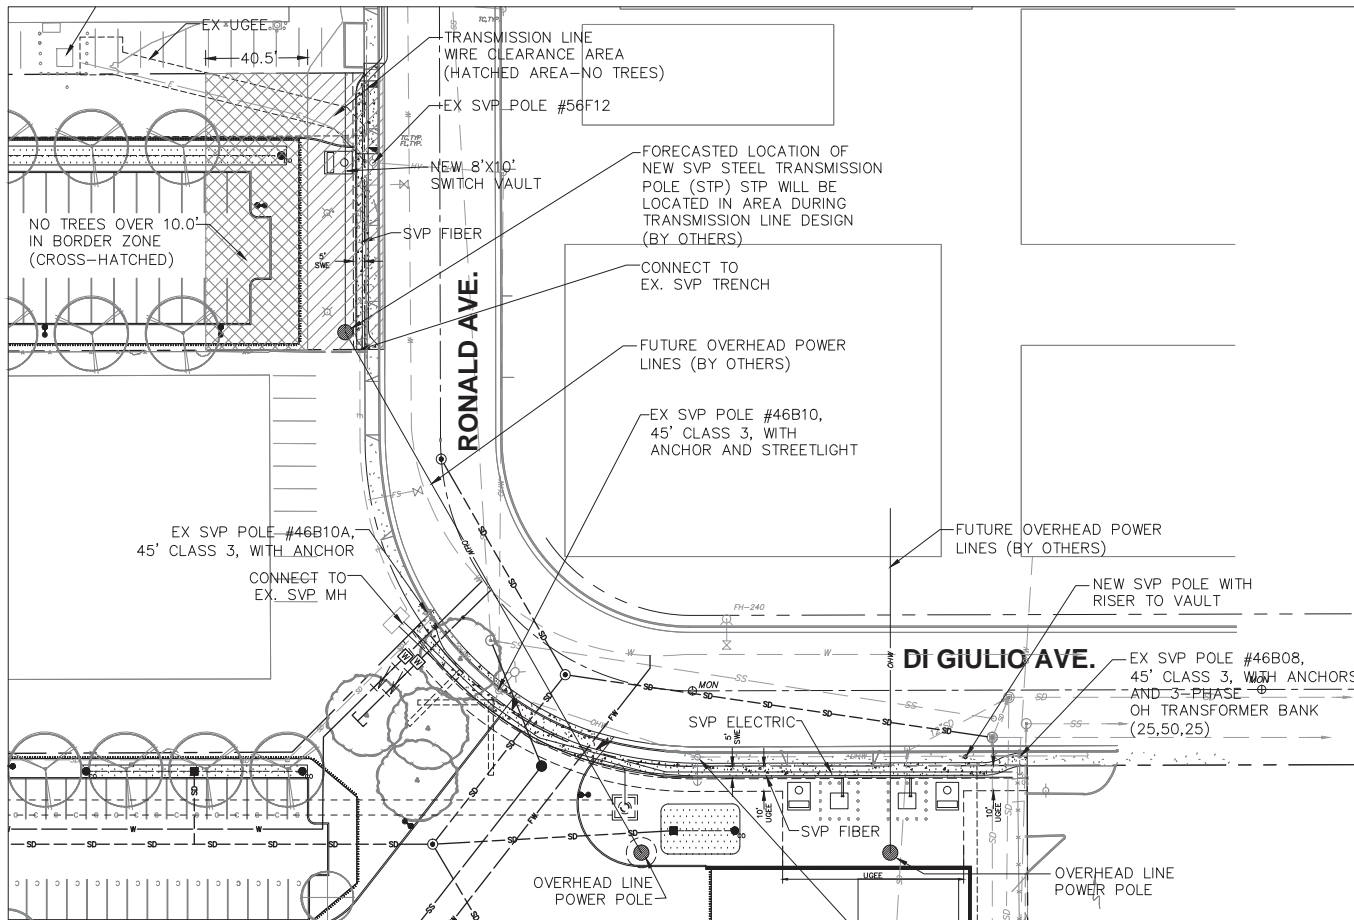 EX UGEE
40.5'
TRANSMISSION LINE
WIRE CLEARANCE AREA
(HATCHED AREA-NO TREES)
EX SVP POLE #56F12
NEW 8'X10'
SWITCH VAULT
FORECASTED LOCATION OF
NEW SVP STEEL TRANSMISSION
POLE (STP) STP WILL BE
LOCATED IN AREA DURING
TRANSMISSION LINE DESIGN
(BY OTHERS)
NO TREES OVER 10.0'
IN BORDER ZONE
(CROSS-HATCHED)
SVP FIBER
5'
SWE
CONNECT TO
EX. SVP TRENCH
RONALD AVE.
FUTURE OVERHEAD POWER
LINES (BY OTHERS)
EX SVP POLE #46B10,
45' CLASS 3, WITH
ANCHOR AND STREETLIGHT
EX SVP POLE #46B10A,
45' CLASS 3, WITH ANCHOR
CONNECT TO
EX. SVP MH
FUTURE OVERHEAD POWER
LINES (BY OTHERS)
NEW SVP POLE WITH
RISER TO VAULT
FH-240
DI GIULIO AVE.
EX SVP POLE #46B08,
45' CLASS 3, WITH ANCHORS
AND 3-PHASE
OH TRANSFORMER BANK
(25,50,25)
MON
MON
OHW
SVP ELECTRIC
5'
SWE
10'
UGEE
SVP FIBER
10'
UGEE
UGEE
OVERHEAD LINE
POWER POLE
OVERHEAD LINE
POWER POLE